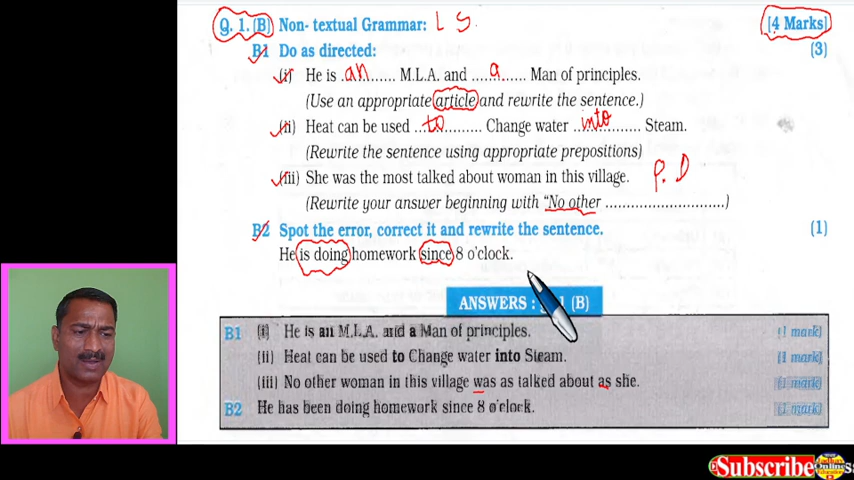 Q. 1. (B) Non- textual Grammar: L S. [4 Marks]
B1 Do as directed: (3)
(i) He is .an...... M.L.A. and ...a...... Man of principles.
(Use an appropriate article and rewrite the sentence.)
(ii) Heat can be used ...to......... Change water ...into......... Steam.
(Rewrite the sentence using appropriate prepositions)
(iii) She was the most talked about woman in this village. P. D
(Rewrite your answer beginning with “No other ............................)
B2 Spot the error, correct it and rewrite the sentence. (1)
He is doing homework since 8 o'clock.
ANSWERS : 1 (B)
B1 (i) He is an M.L.A. and a Man of principles. (1 mark)
(ii) Heat can be used to Change water into Steam. (1 mark)
(iii) No other woman in this village was as talked about as she. (1 mark)
B2 He has been doing homework since 8 o'clock. (1 mark)
Subscribe Online